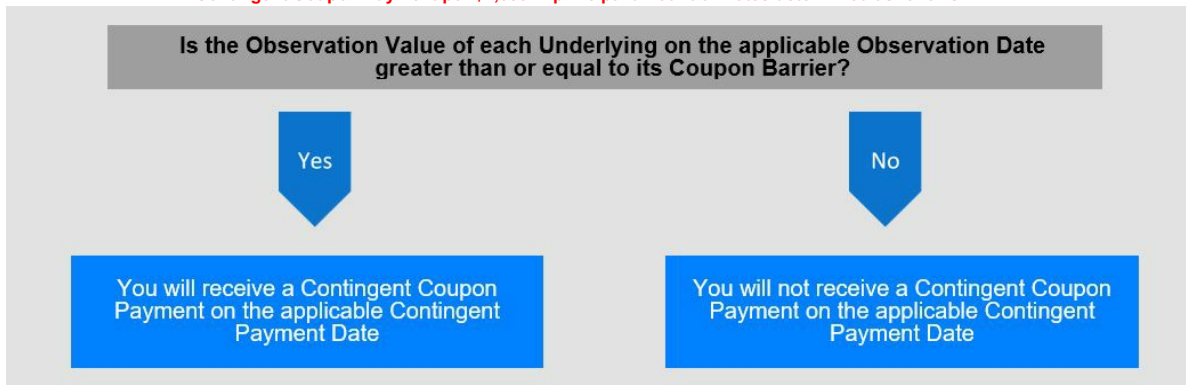 Is the Observation Value of each Underlying on the applicable Observation Date
greater than or equal to its Coupon Barrier?
Yes
No
You will receive a Contingent Coupon
Payment on the applicable Contingent
Payment Date
You will not receive a Contingent Coupon
Payment on the applicable Contingent
Payment Date